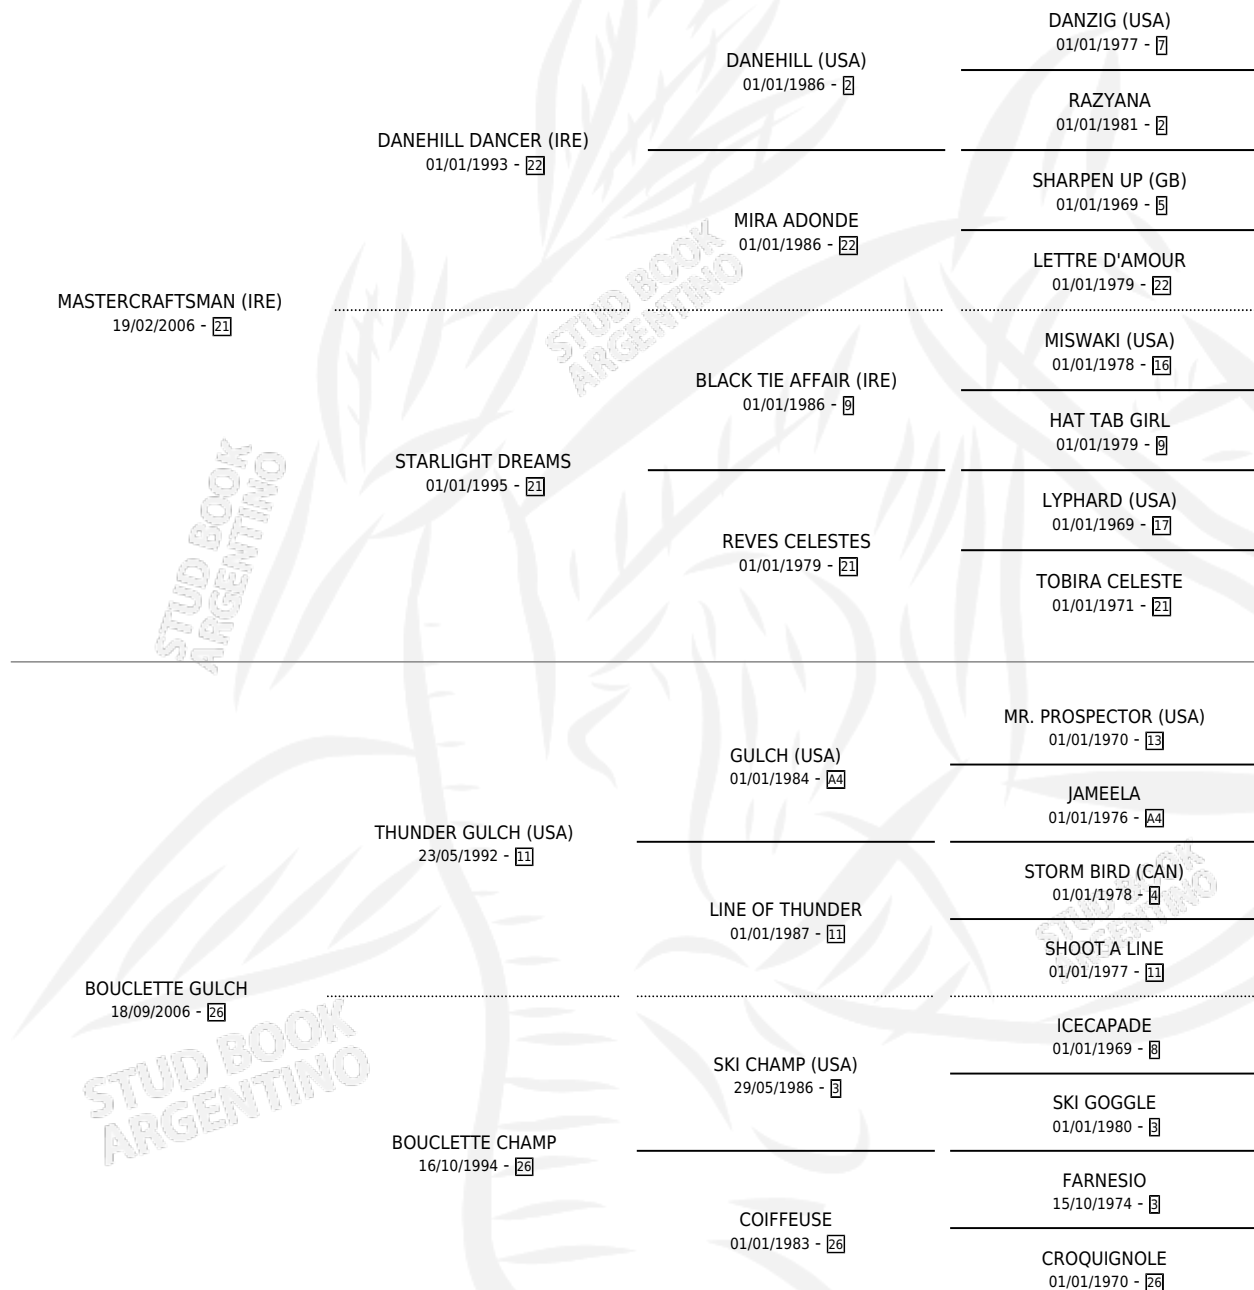 DANZIG (USA)
01/01/1977 - 7
DANEHILL (USA)
01/01/1986 - 2
RAZYANA
01/01/1981 - 2
DANEHILL DANCER (IRE)
01/01/1993 - 22
SHARPEN UP (GB)
01/01/1969 - 5
MIRA ADONDE
01/01/1986 - 22
LETTRE D'AMOUR
01/01/1979 - 22
MASTERCRAFTSMAN (IRE)
19/02/2006 - 21
MISWAKI (USA)
01/01/1978 - 16
BLACK TIE AFFAIR (IRE)
01/01/1986 - 9
HAT TAB GIRL
01/01/1979 - 9
STARLIGHT DREAMS
01/01/1995 - 21
LYPHARD (USA)
01/01/1969 - 17
REVES CELESTES
01/01/1979 - 21
TOBIRA CELESTE
01/01/1971 - 21
MR. PROSPECTOR (USA)
01/01/1970 - 13
GULCH (USA)
01/01/1984 - A4
JAMEELA
01/01/1976 - A4
THUNDER GULCH (USA)
23/05/1992 - 11
STORM BIRD (CAN)
01/01/1978 - 4
LINE OF THUNDER
01/01/1987 - 11
SHOOT A LINE
01/01/1977 - 11
BOUCLETTE GULCH
18/09/2006 - 26
ICECAPADE
01/01/1969 - 8
SKI CHAMP (USA)
29/05/1986 - 3
SKI GOGGLE
01/01/1980 - 3
BOUCLETTE CHAMP
16/10/1994 - 26
FARNESIO
15/10/1974 - 3
COIFFEUSE
01/01/1983 - 26
CROQUIGNOLE
01/01/1970 - 26
STUD BOOK
ARGENTINO
STUD BOOK
ARGENTINO
STUD BOOK
ARGENTINO
STUD BOOK
ARGENTINO